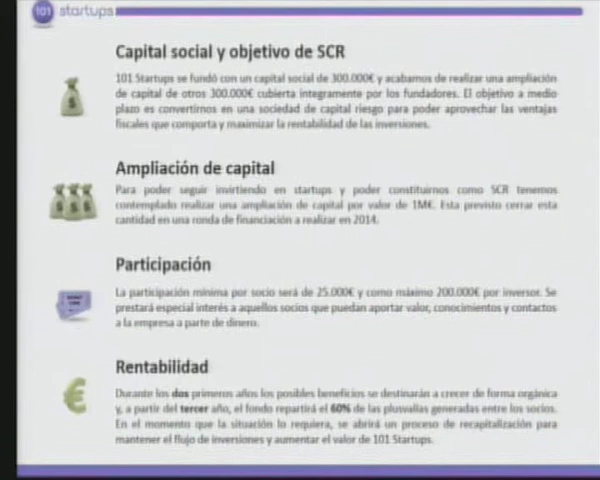 101 startups
Capital social y objetivo de SCR
101 Startups se fundó con un capital social de 300.000€ y acabamos de realizar una ampliación
de capital de otros 300.000€ cubierta integramente por los fundadores. El objetivo a medio
plazo es convertirnos en una sociedad de capital riesgo para poder aprovechar las ventajas
fiscales que comporta y maximizar la rentabilidad de las inversiones.
Ampliación de capital
Para poder seguir invirtiendo en startups y poder constituirnos como SCR tenemos
contemplado realizar una ampliación de capital por valor de 1M€. Esta previsto cerrar esta
cantidad en una ronda de financiación a realizar en 2014.
Participación
La participación mínima por socio será de 25.000€ y como máximo 200.000€ por inversor. Se
prestará especial interés a aquellos socios que puedan aportar valor, conocimientos y contactos
a la empresa a parte de dinero.
Rentabilidad
Durante los dos primeros años los posibles beneficios se destinarán a crecer de forma orgánica
y, a partir del tercer año, el fondo repartirá el 60% de las plusvalías generadas entre los socios.
En el momento que la situación lo requiera, se abrirá un proceso de recapitalización para
mantener el flujo de inversiones y aumentar el valor de 101 Startups.